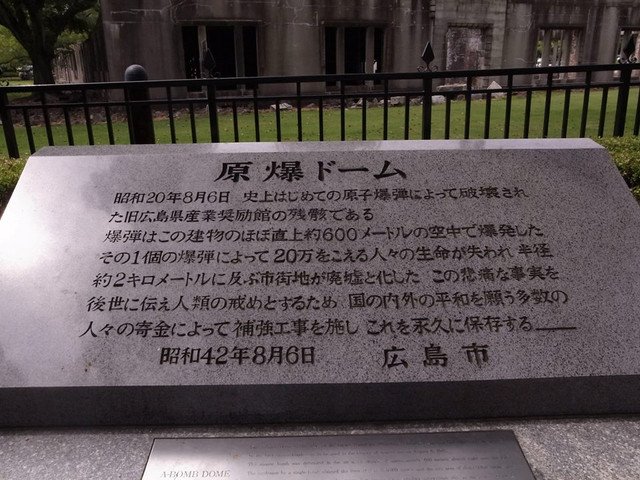 原爆ドーム
昭和20年8月6日 史上はじめての原子爆弾によって破壊され
た旧広島県産業奨励館の残骸である
爆弾はこの建物のほぼ直上約600メートルの空中で爆発した
その1個の爆弾によって20万をこえる人々の生命が失われ 半径
約2キロメートルに及ぶ市街地が廃墟と化した この悲痛な事実を
後世に伝え人類の戒めとするため 国の内外の平和を願う多数の
人々の寄金によって補強工事を施し これを永久に保存する
昭和42年8月6日 広島市
A-BOMB DOME